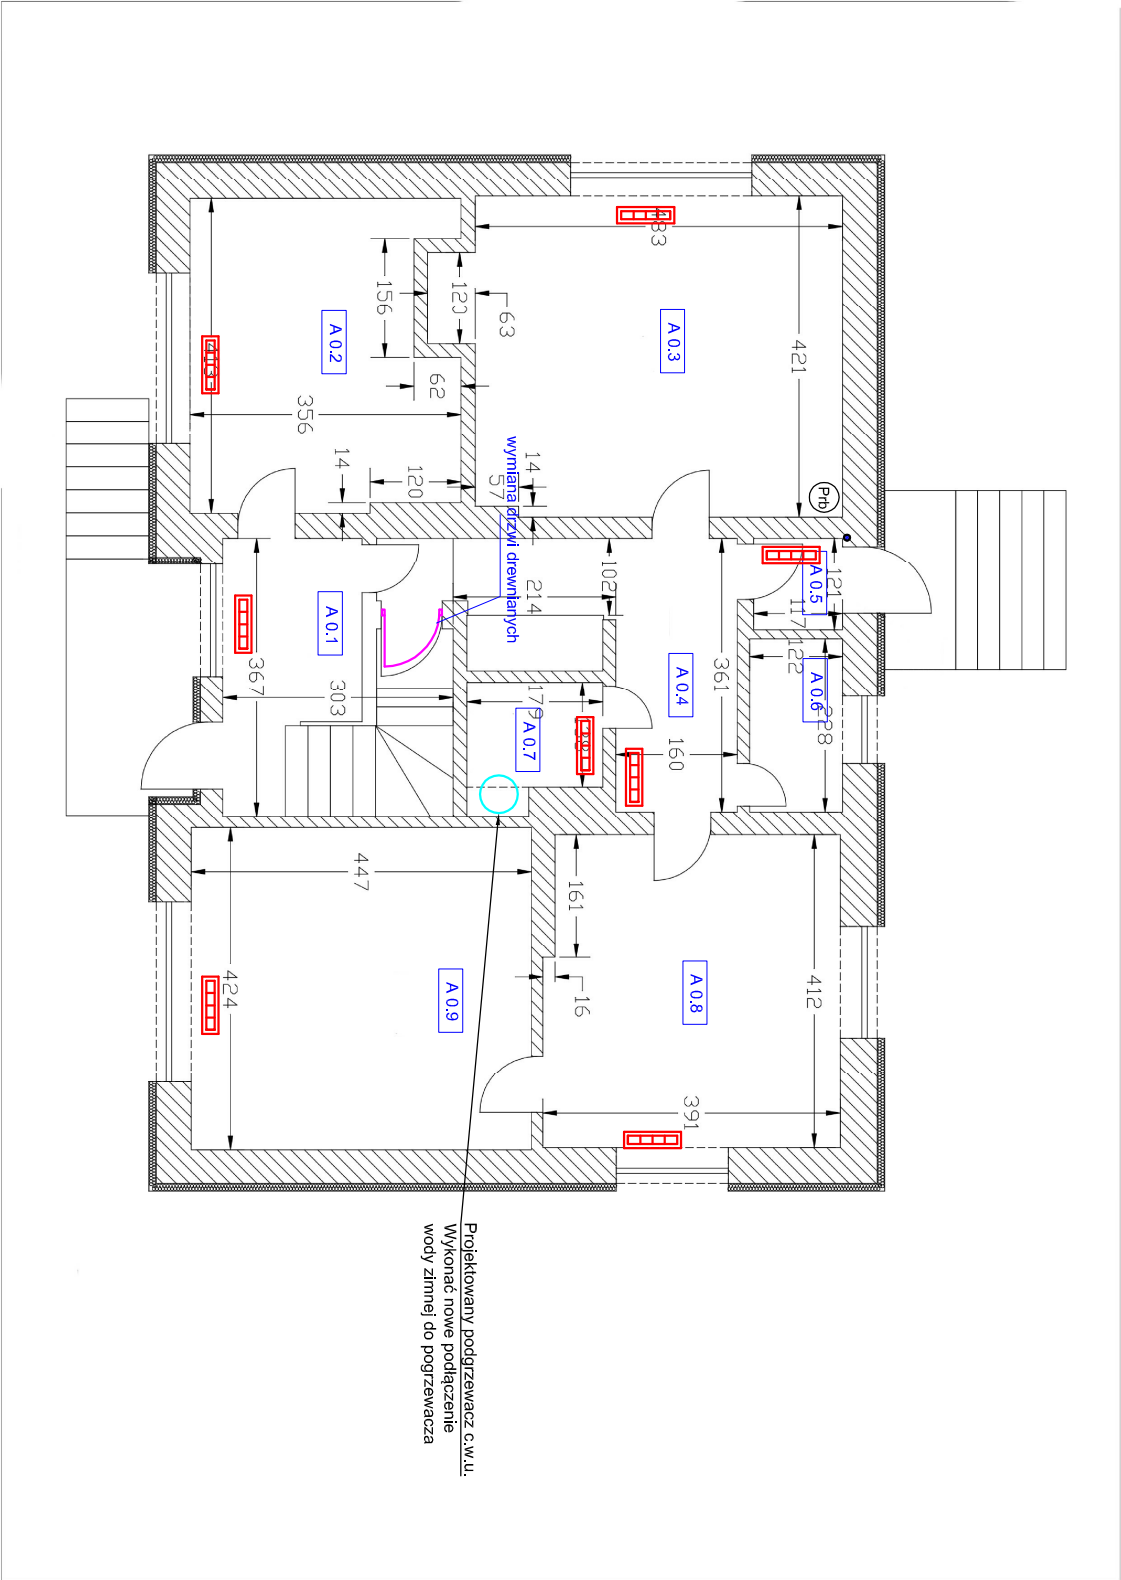 483
421
A 0.3
63
123
156
62
A 0.2
356
14
120
57
14
wymiana drzwi drewnianych
Prb
102
214
121
A 0.5
117
122
A 0.6
228
A 0.4
361
160
A 0.1
367
303
179
A 0.7
447
424
A 0.9
161
16
A 0.8
412
391
Projektowany podgrzewacz c.w.u.
Wykonać nowe podłączenie
wody zimnej do pogrzewacza